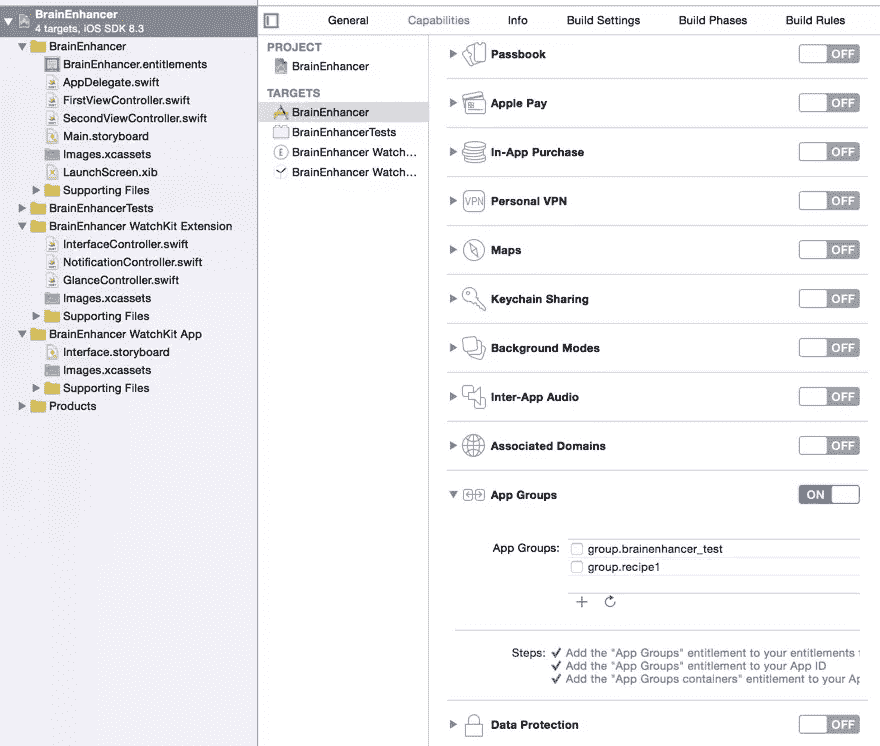 BrainEnhancer
4 targets, iOS SDK 8.3
BrainEnhancer
BrainEnhancer.entitlements
AppDelegate.swift
FirstViewController.swift
SecondViewController.swift
Main.storyboard
Images.xcassets
LaunchScreen.xib
Supporting Files
BrainEnhancerTests
BrainEnhancer WatchKit Extension
InterfaceController.swift
NotificationController.swift
GlanceController.swift
Images.xcassets
Supporting Files
BrainEnhancer WatchKit App
Interface.storyboard
Images.xcassets
Supporting Files
Products
General Capabilities Info Build Settings Build Phases Build Rules
PROJECT
BrainEnhancer
TARGETS
BrainEnhancer
BrainEnhancerTests
E BrainEnhancer Watch...
BrainEnhancer Watch...
Passbook OFF
Apple Pay OFF
In-App Purchase OFF
VPN Personal VPN OFF
Maps OFF
Keychain Sharing OFF
Background Modes OFF
Inter-App Audio OFF
Associated Domains OFF
App Groups ON
App Groups: group.brainenhancer_test
group.recipe1
Steps: ✓ Add the "App Groups" entitlement to your entitlements
✓ Add the "App Groups" entitlement to your App ID
✓ Add the "App Groups containers" entitlement to your Ap
Data Protection OFF